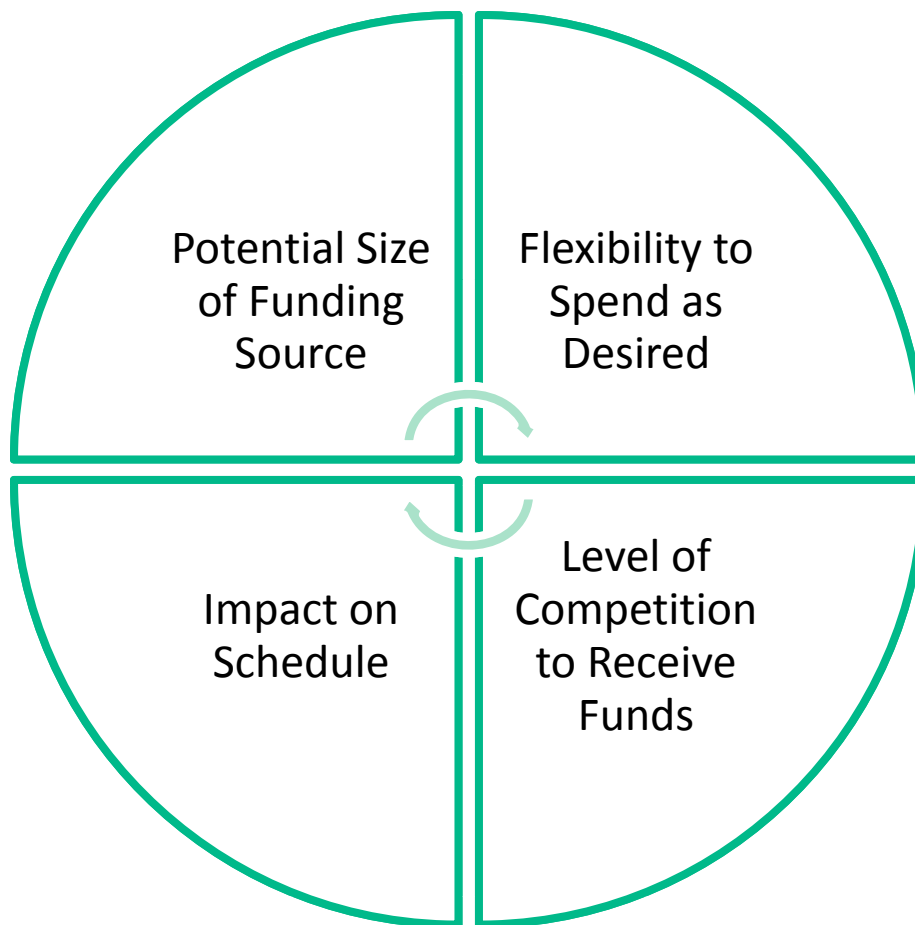 Potential Size
of Funding
Source
Flexibility to
Spend as
Desired
Impact on
Schedule
Level of
Competition
to Receive
Funds